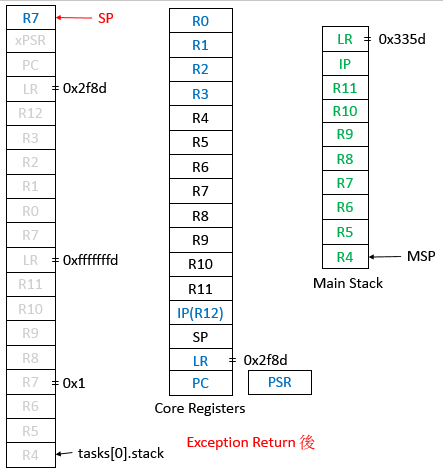 R7
SP
xPSR
PC
LR = 0x2f8d
R12
R3
R2
R1
R0
R7
LR = 0xfffffffd
R11
R10
R9
R8
R7 = 0x1
R6
R5
R4
tasks[0].stack
R0
R1
R2
R3
R4
R5
R6
R7
R8
R9
R10
R11
IP(R12)
SP
LR = 0x2f8d
PC
PSR
Core Registers
LR = 0x335d
IP
R11
R10
R9
R8
R7
R6
R5
R4
MSP
Main Stack
Exception Return 後